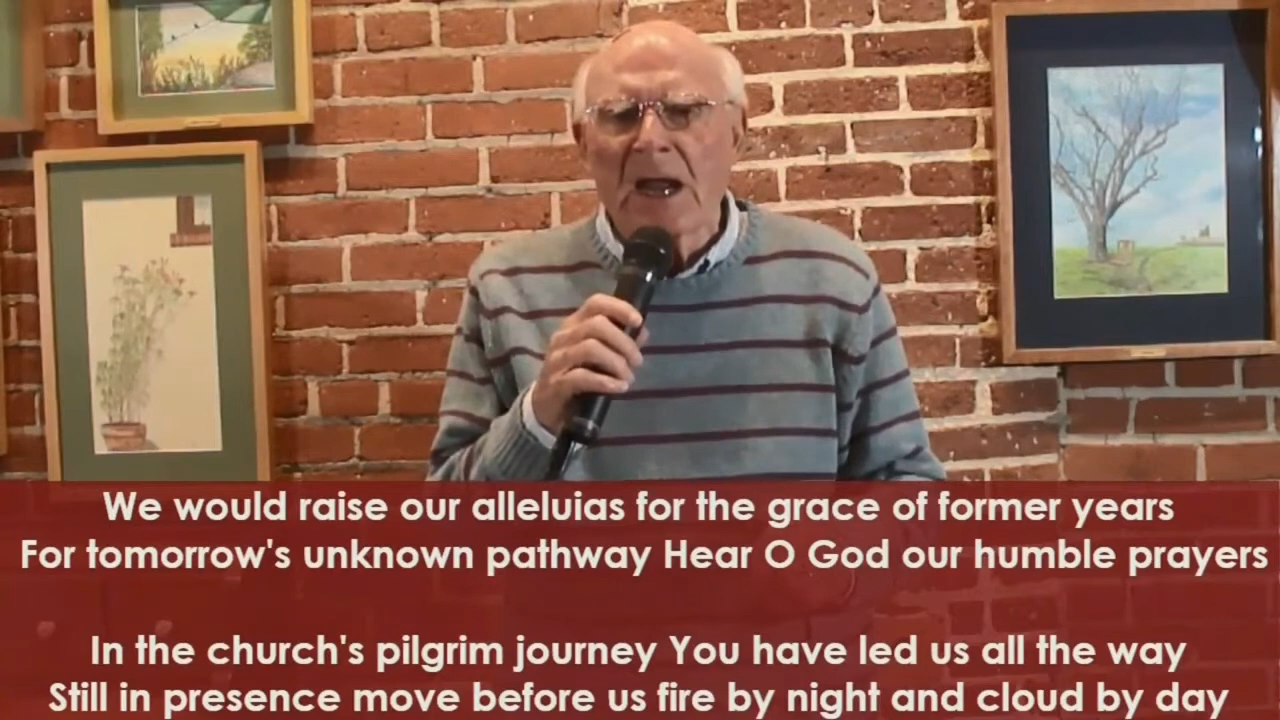 We would raise our alleluias for the grace of former years
For tomorrow's unknown pathway Hear O God our humble prayers
In the church's pilgrim journey You have led us all the way
Still in presence move before us fire by night and cloud by day